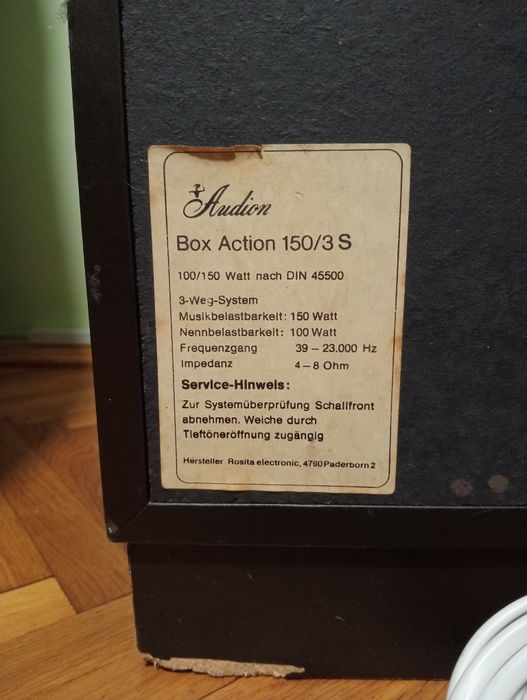 Audion
Box Action 150/3 S
100/150 Watt nach DIN 45500
3-Weg-System
Musikbelastbarkeit: 150 Watt
Nennbelastbarkeit: 100 Watt
Frequenzgang 39 – 23.000 Hz
Impedanz 4 – 8 Ohm
Service-Hinweis:
Zur Systemüberprüfung Schallfront
abnehmen. Weiche durch
Tieftöneröffnung zugängig
Hersteller Rosita electronic, 4790 Paderborn 2